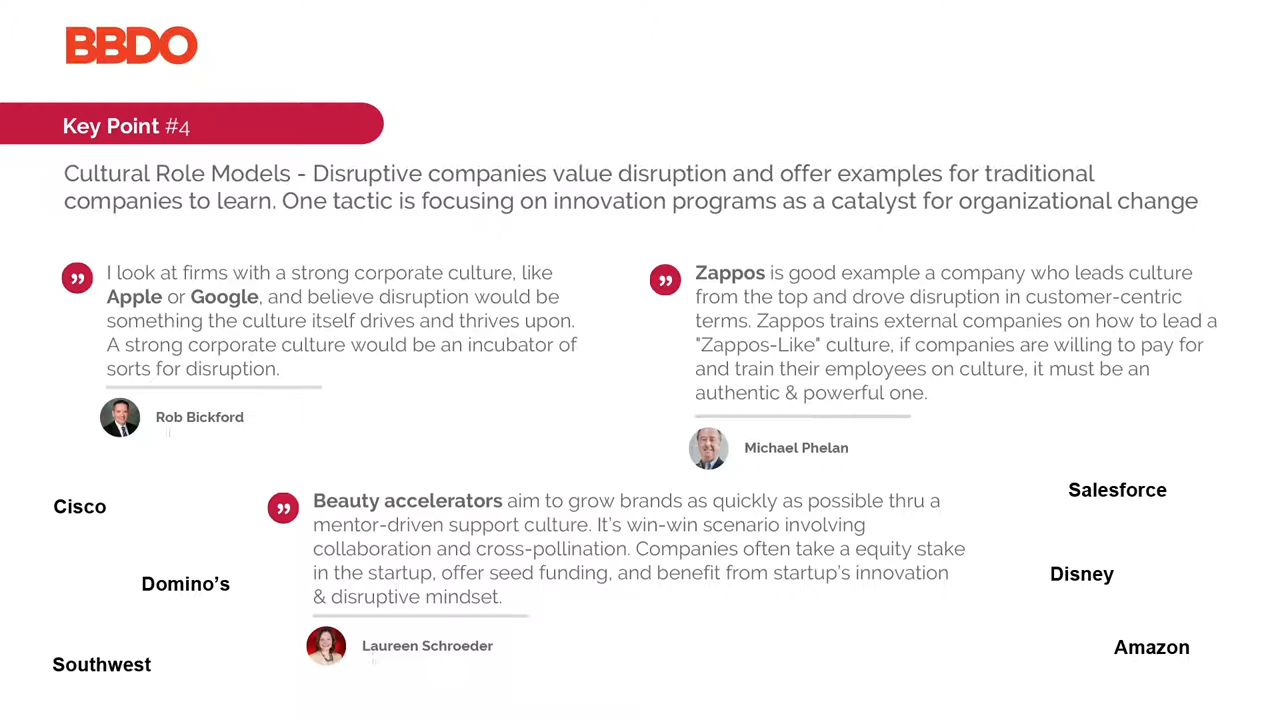 BBDO
Key Point #4
Cultural Role Models - Disruptive companies value disruption and offer examples for traditional
companies to learn. One tactic is focusing on innovation programs as a catalyst for organizational change
I look at firms with a strong corporate culture, like
Apple or Google, and believe disruption would be
something the culture itself drives and thrives upon.
A strong corporate culture would be an incubator of
sorts for disruption.
Rob Bickford
Zappos is good example a company who leads culture
from the top and drove disruption in customer-centric
terms. Zappos trains external companies on how to lead a
"Zappos-Like" culture, if companies are willing to pay for
and train their employees on culture, it must be an
authentic & powerful one.
Michael Phelan
Cisco
Domino’s
Southwest
Beauty accelerators aim to grow brands as quickly as possible thru a
mentor-driven support culture. It’s win-win scenario involving
collaboration and cross-pollination. Companies often take a equity stake
in the startup, offer seed funding, and benefit from startup’s innovation
& disruptive mindset.
Laureen Schroeder
Salesforce
Disney
Amazon